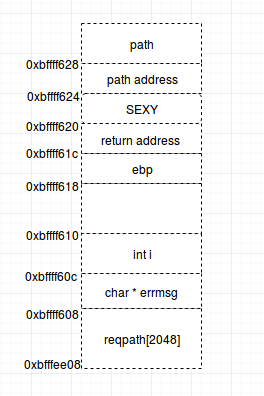 path
0xbffff628
path address
0xbffff624
SEXY
0xbffff620
return address
0xbffff61c
ebp
0xbffff618
0xbffff610
int i
0xbffff60c
char * errmsg
0xbffff608
reqpath[2048]
0xbfffee08